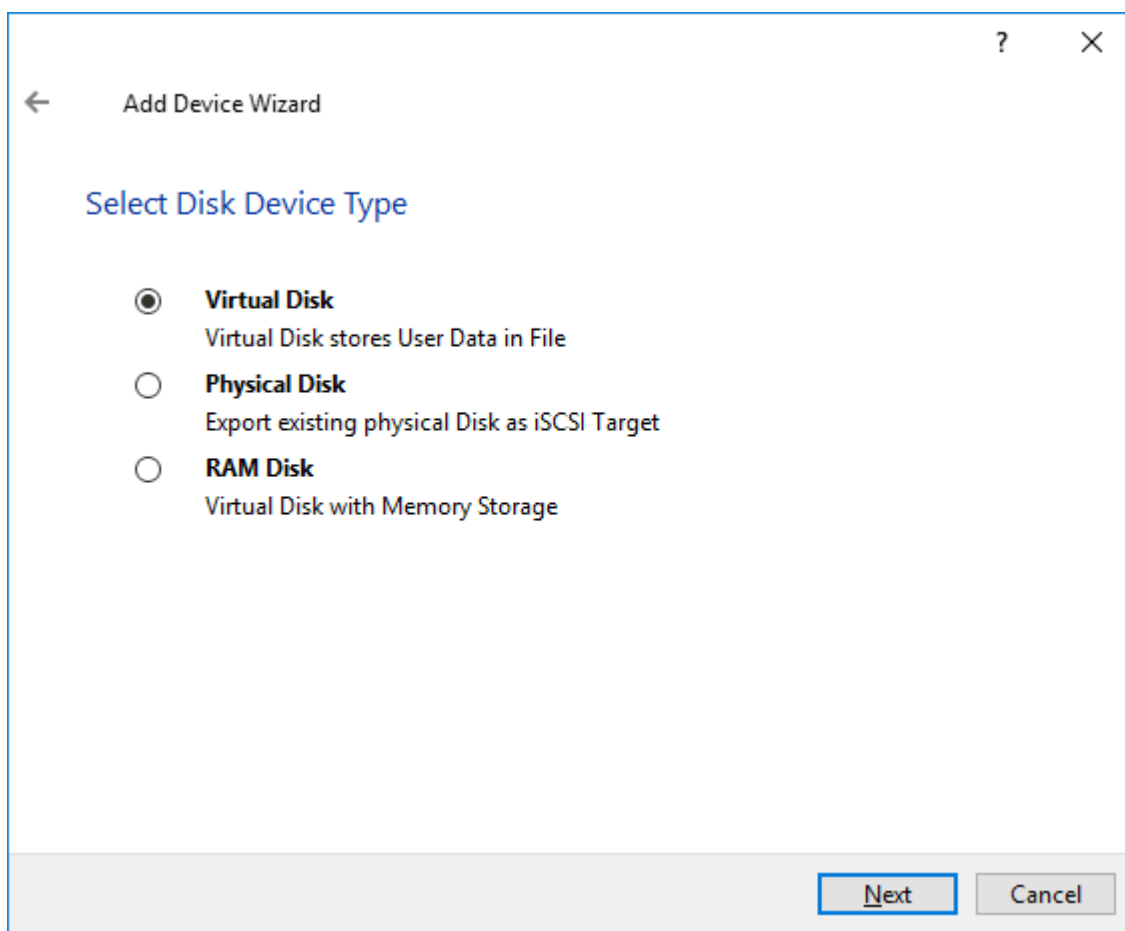 ?
Add Device Wizard
Select Disk Device Type
Virtual Disk
Virtual Disk stores User Data in File
Physical Disk
Export existing physical Disk as iSCSI Target
RAM Disk
Virtual Disk with Memory Storage
Next
Cancel